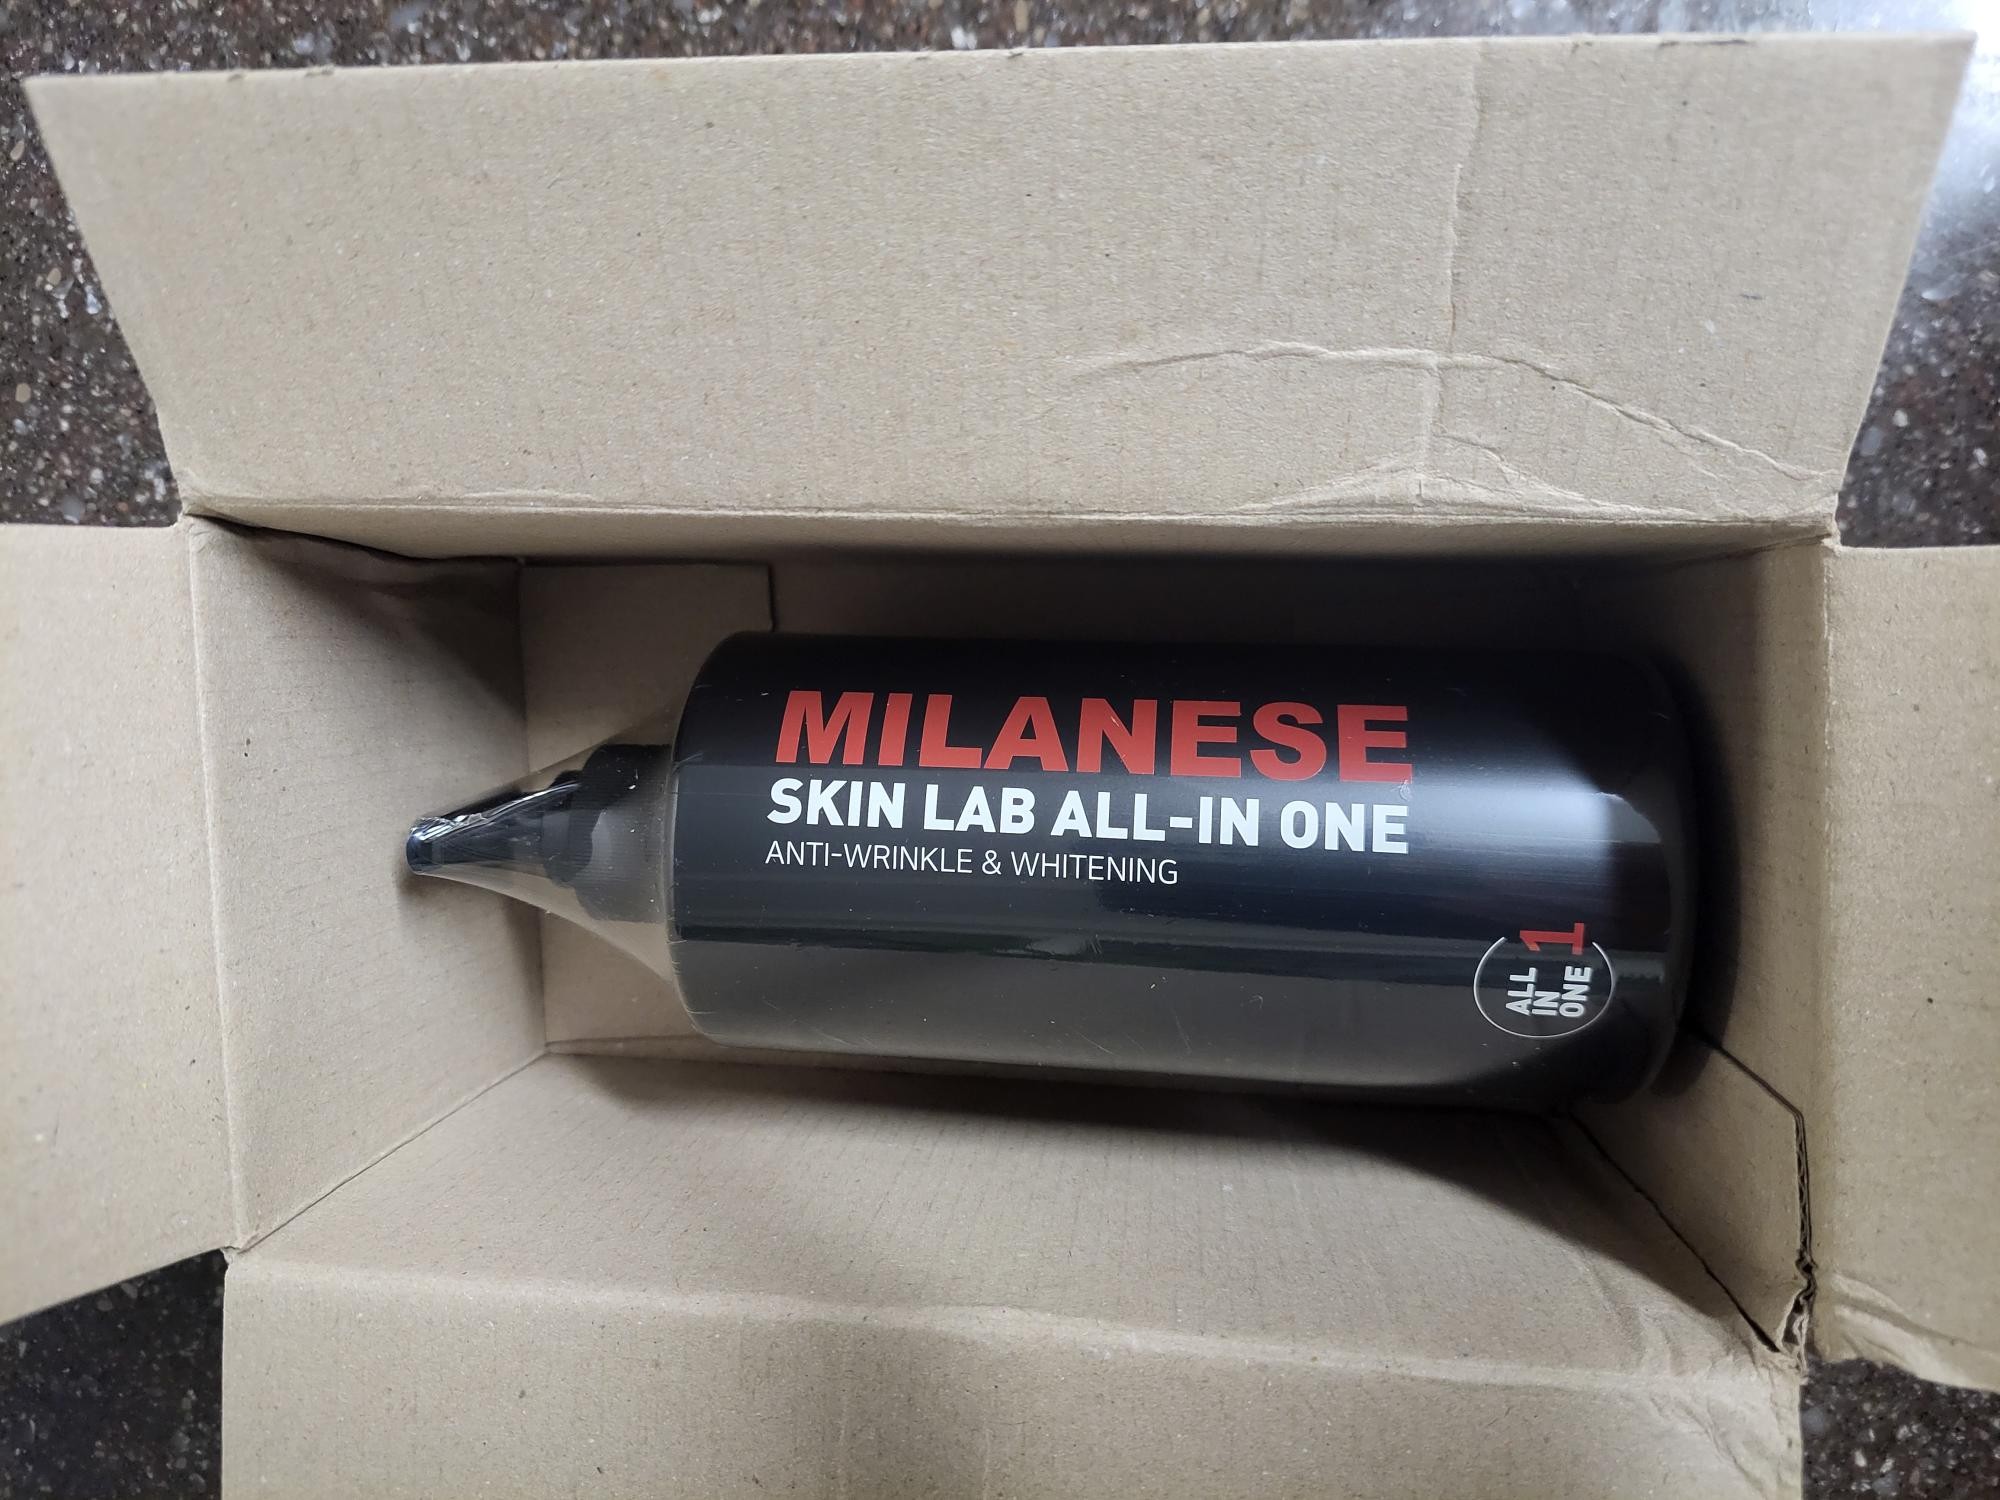 MILANESE
SKIN LAB ALL-IN ONE
ANTI-WRINKLE & WHITENING
ALL
IN
ONE 1